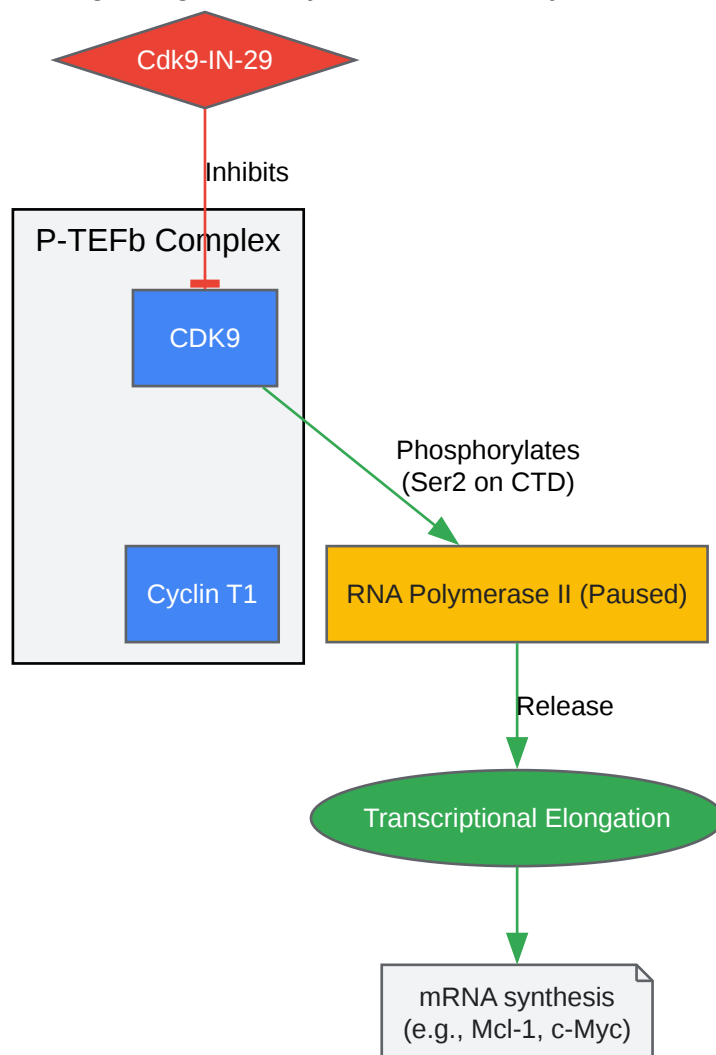 Cdk9-IN-29
Inhibits
P-TEFb Complex
CDK9
Phosphorylates
(Ser2 on CTD)
Cyclin T1
RNA Polymerase II (Paused)
Release
Transcriptional Elongation
mRNA synthesis
(e.g., Mcl-1, c-Myc)